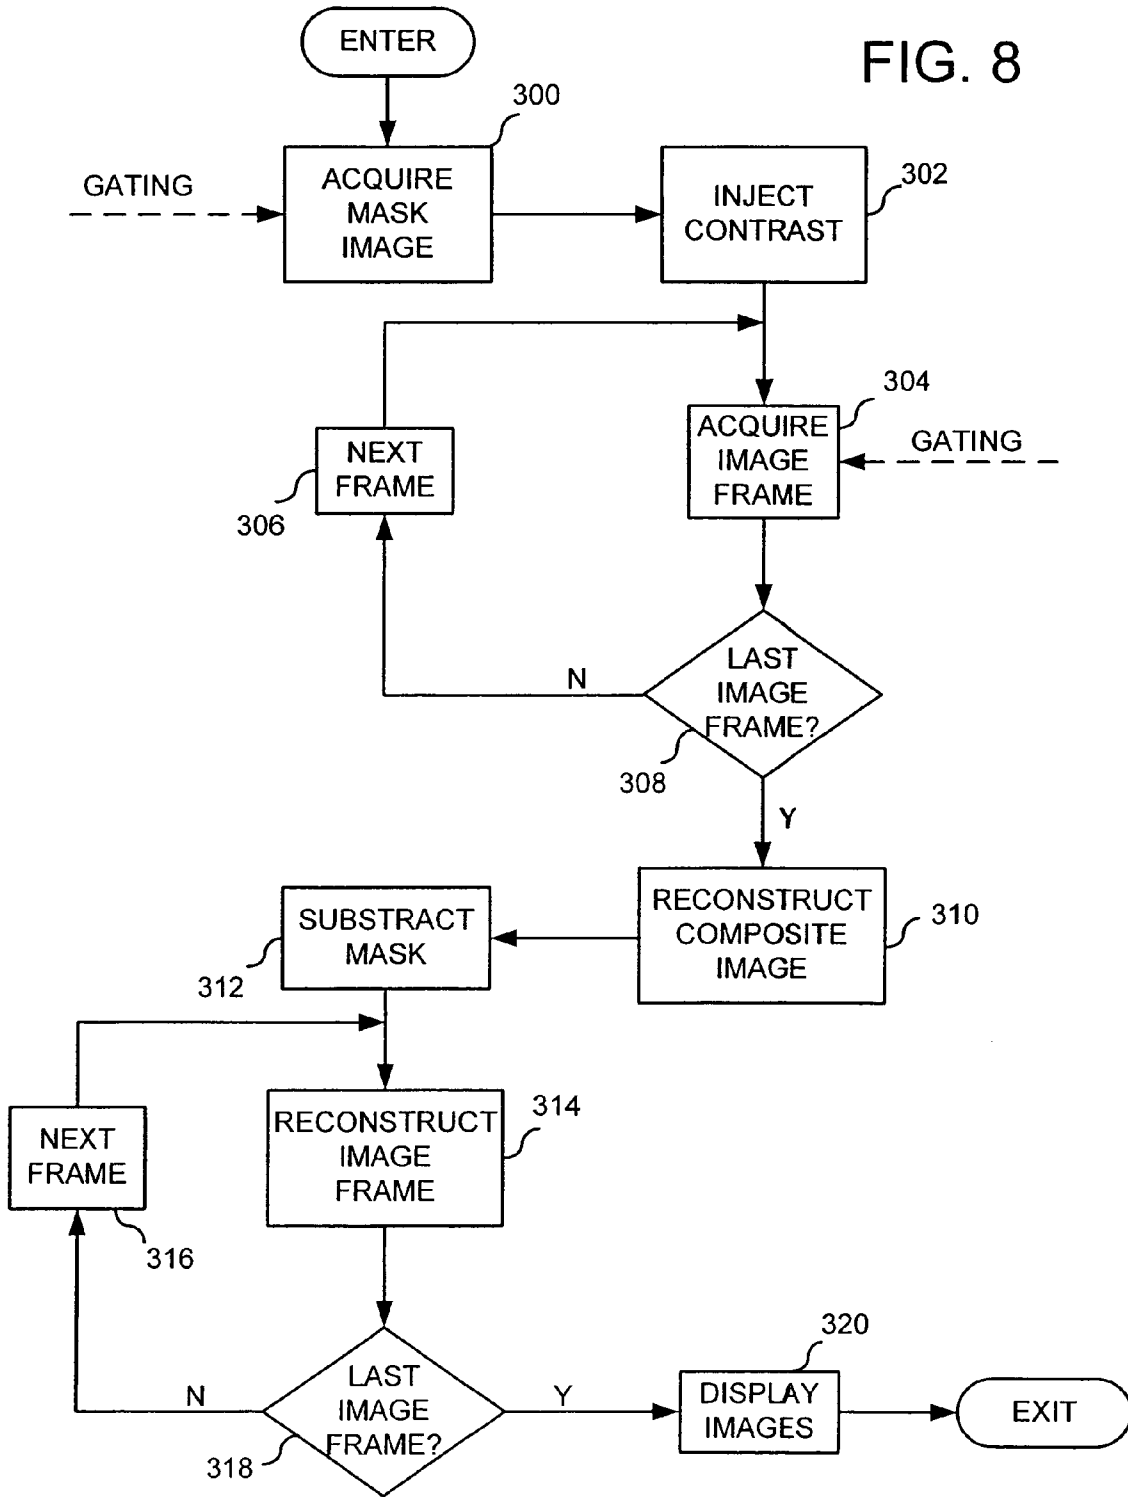 ENTER
FIG. 8
300
GATING
ACQUIRE
MASK
IMAGE
302
INJECT
CONTRAST
304
ACQUIRE
IMAGE
FRAME
GATING
NEXT
FRAME
306
LAST
IMAGE
FRAME?
N
308
Y
RECONSTRUCT
COMPOSITE
IMAGE
310
SUBSTRACT
MASK
312
RECONSTRUCT
IMAGE
FRAME
314
NEXT
FRAME
316
LAST
IMAGE
FRAME?
N
Y
318
320
DISPLAY
IMAGES
EXIT